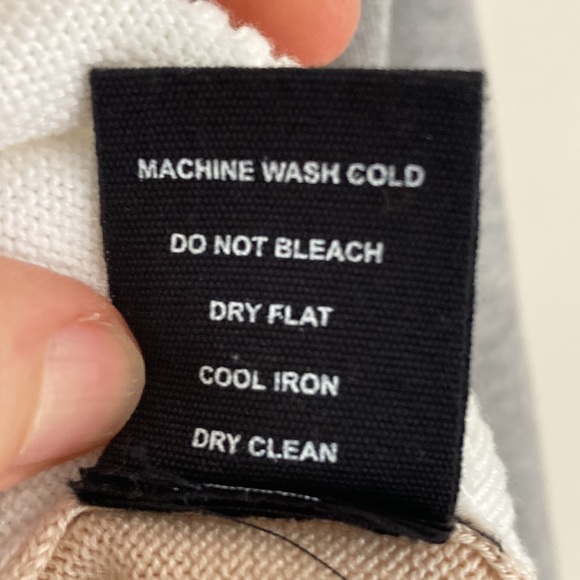 MACHINE WASH COLD
DO NOT BLEACH
DRY FLAT
COOL IRON
DRY CLEAN